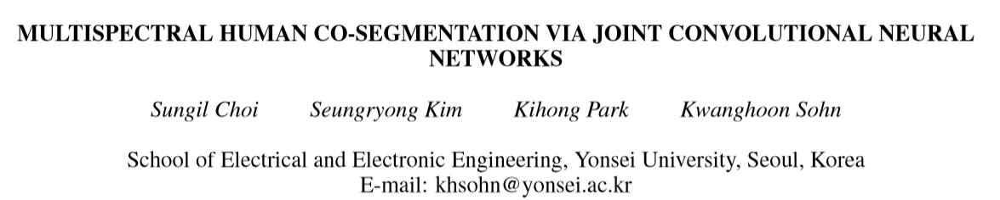 MULTISPECTRAL HUMAN CO-SEGMENTATION VIA JOINT CONVOLUTIONAL NEURAL
NETWORKS
Sungil Choi Seungryong Kim Kihong Park Kwanghoon Sohn
School of Electrical and Electronic Engineering, Yonsei University, Seoul, Korea
E-mail: khsohn@yonsei.ac.kr